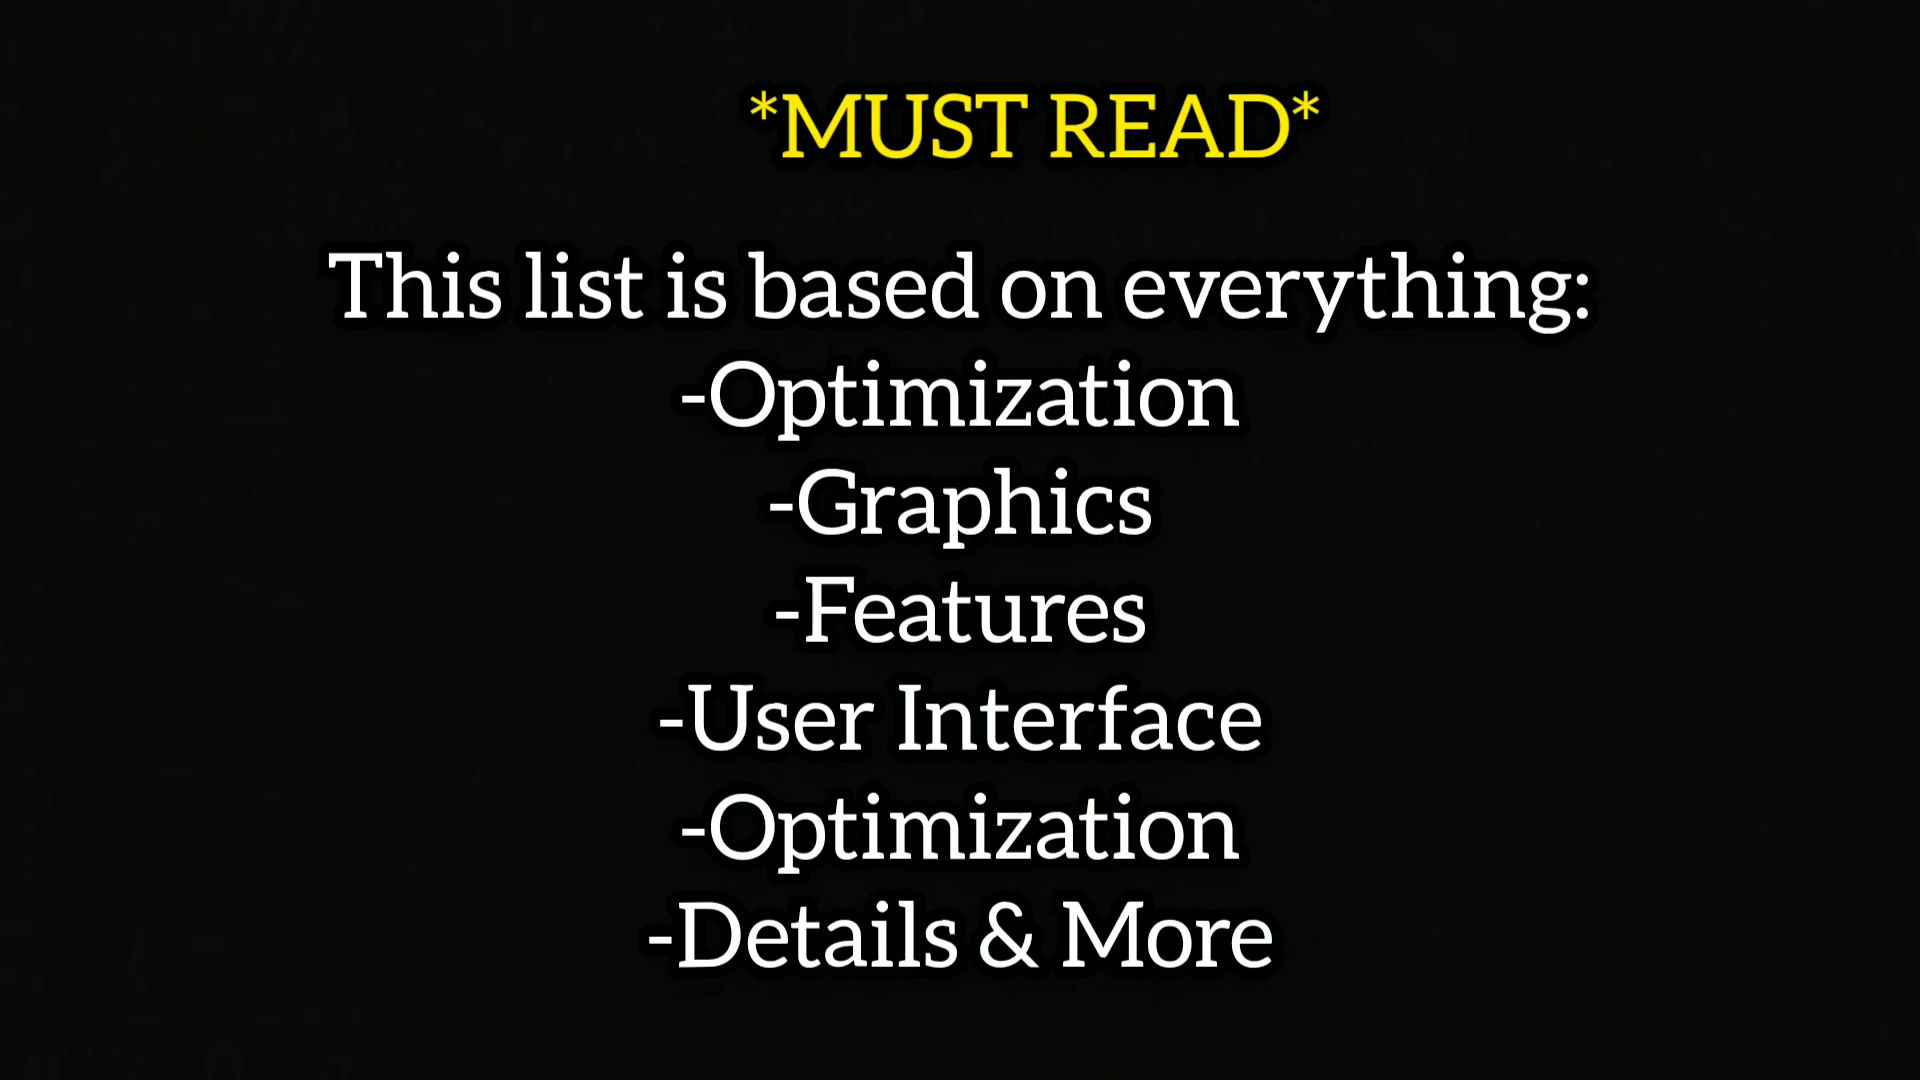 *MUST READ*
This list is based on everything:
-Optimization
-Graphics
-Features
-User Interface
-Optimization
-Details & More